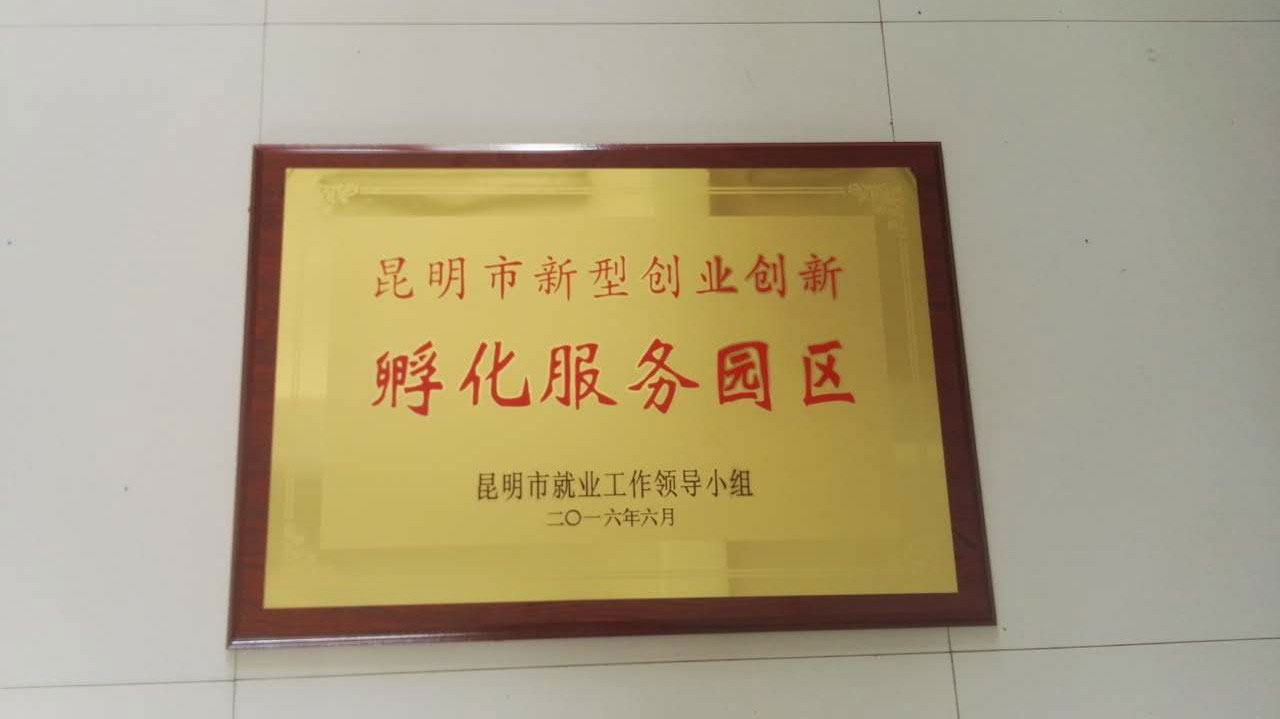 昆明市新型创业创新
孵化服务园区
昆明市就业工作领导小组
二〇一六年六月